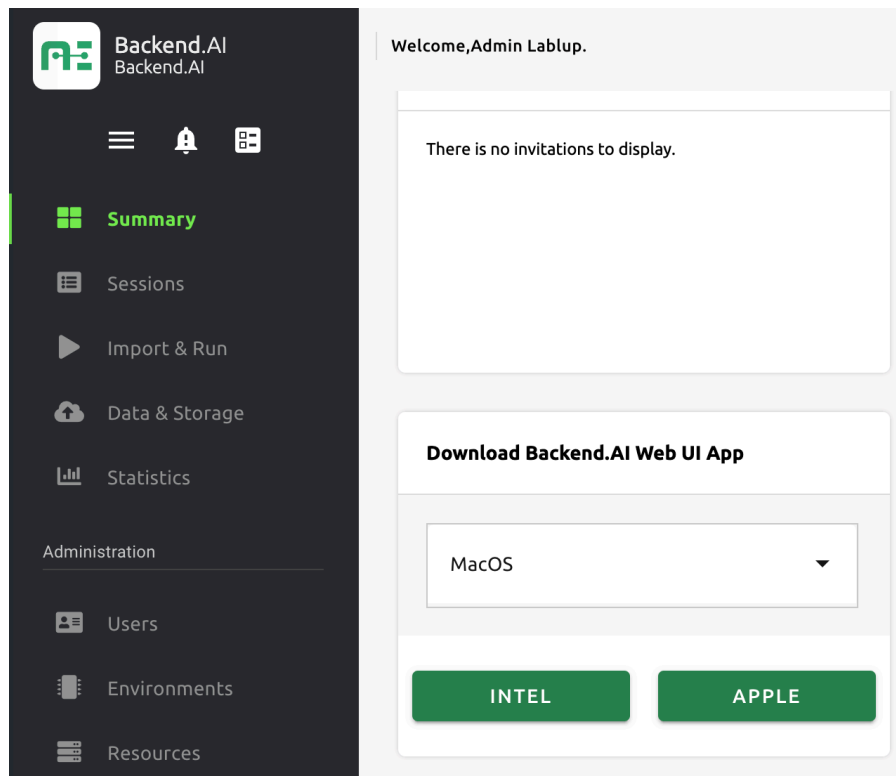 Backend.AI
Backend.AI
Summary
Sessions
Import & Run
Data & Storage
Statistics
Administration
Users
Environments
Resources
Welcome,Admin Lablup.
There is no invitations to display.
Download Backend.AI Web UI App
MacOS
INTEL
APPLE